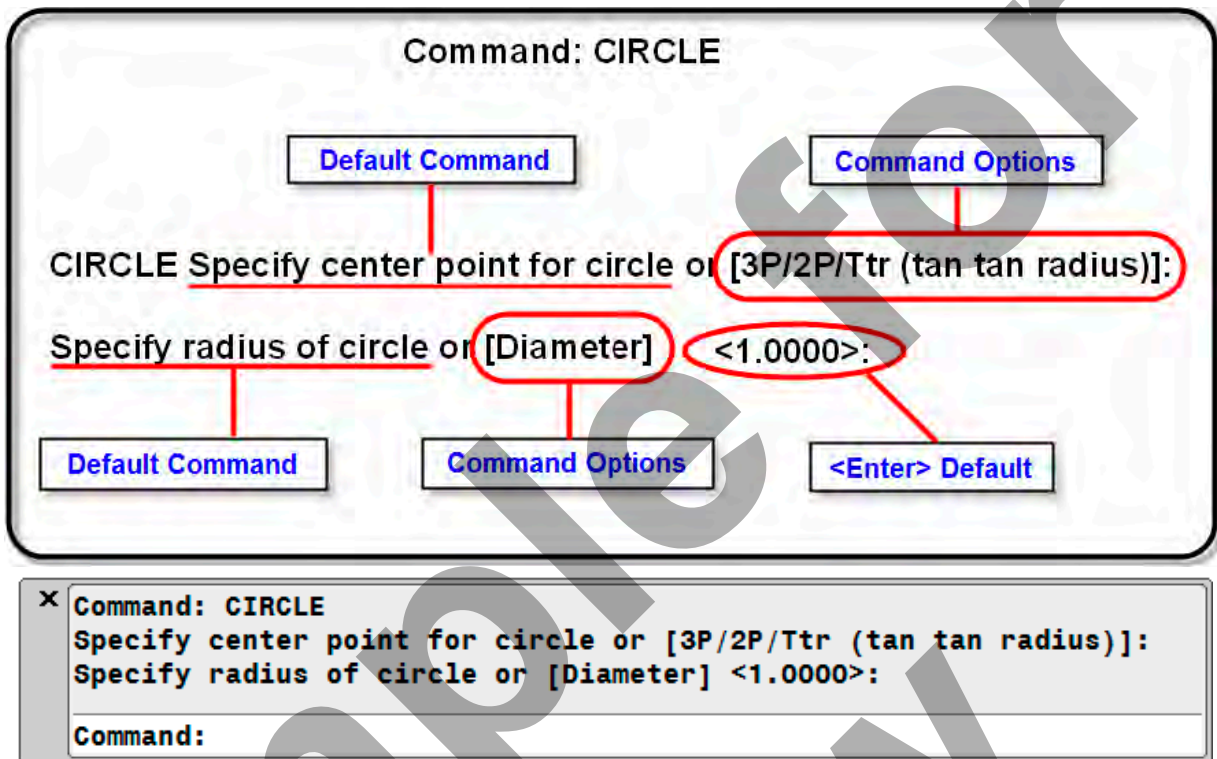 Command: CIRCLE
Default Command
Command Options
CIRCLE Specify center point for circle or [3P/2P/Ttr (tan tan radius)]:
Specify radius of circle or [Diameter] <1.0000>:
Default Command
Command Options
<Enter> Default
Command: CIRCLE
Specify center point for circle or [3P/2P/Ttr (tan tan radius)]:
Specify radius of circle or [Diameter] <1.0000>:
Command: